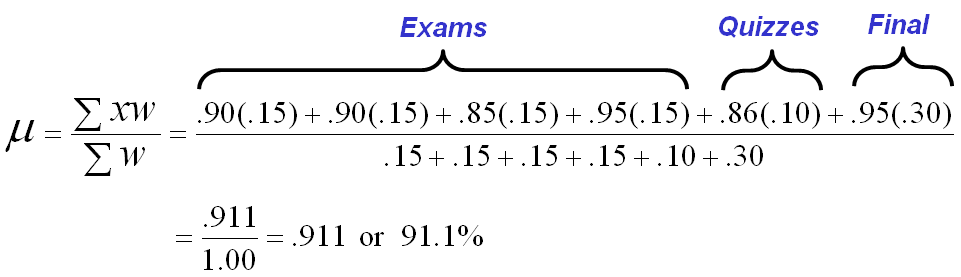 Exams Quizzes Final
μ = ∑ xw / ∑ w = .90(.15) + .90(.15) + .85(.15) + .95(.15) + .86(.10) + .95(.30) / .15 + .15 + .15 + .15 + .10 + .30
= .911 / 1.00 = .911 or 91.1%